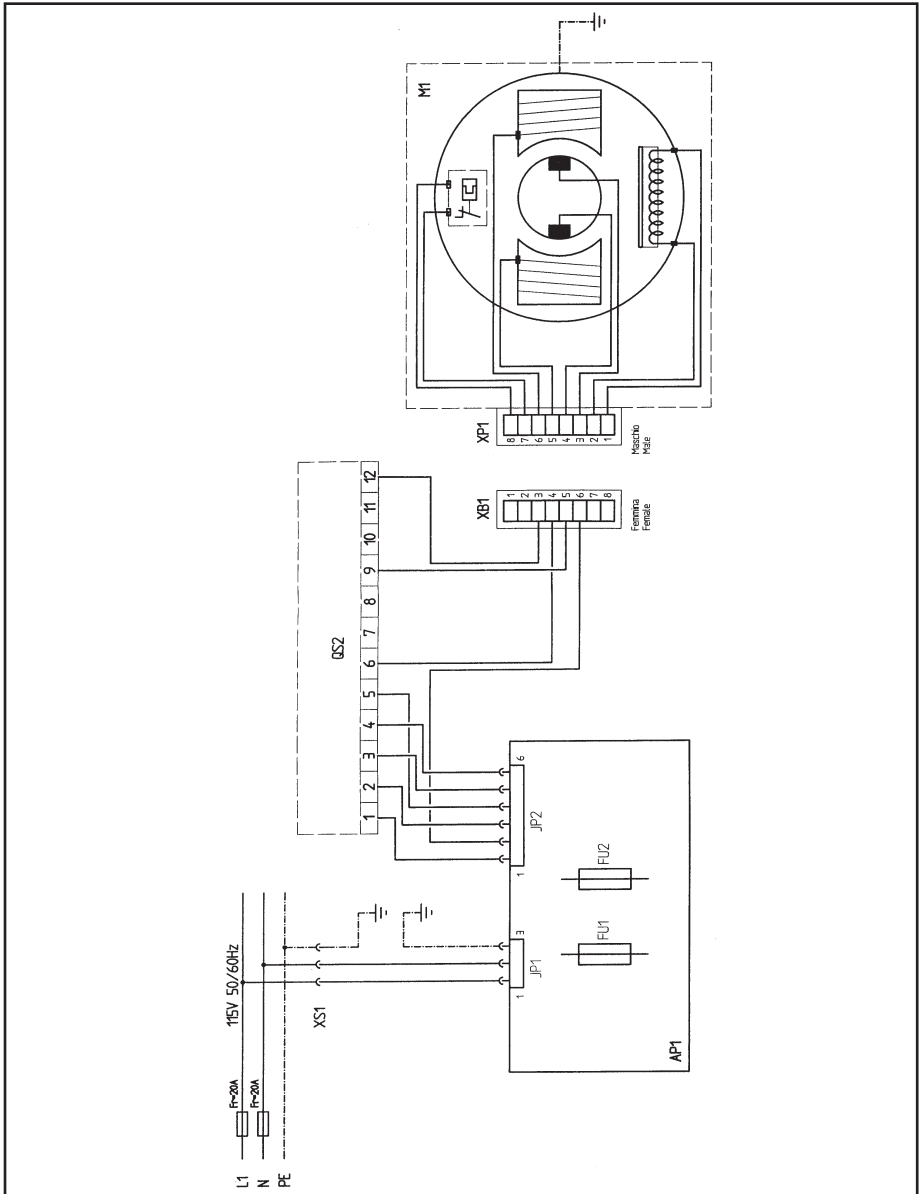 L1
N
PE
Fr=20A
Fr=20A
115V 50/60Hz
XS1
QS2
1 2 3 4 5 6 7 8 9 10 11 12
AP1
JP1
1 3
JP2
1 6
FU1
FU2
XB1
1 2 3 4 5 6 7 8
Femmina
Female
XP1
8 7 6 5 4 3 2 1
Maschio
Male
M1